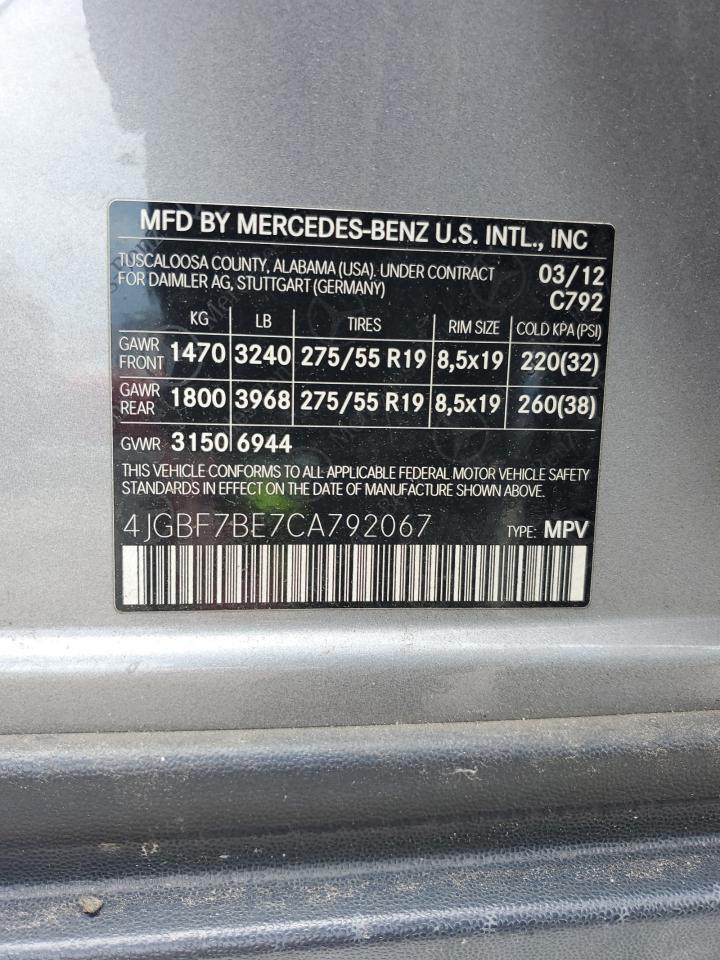 MFD BY MERCEDES-BENZ U.S. INTL., INC
TUSCALOOSA COUNTY, ALABAMA (USA). UNDER CONTRACT 03/12
FOR DAIMLER AG, STUTTGART (GERMANY) C792
KG LB TIRES RIM SIZE COLD KPA (PSI)
GAWR FRONT 1470 3240 275/55 R19 8,5x19 220(32)
GAWR REAR 1800 3968 275/55 R19 8,5x19 260(38)
GVWR 3150 6944
THIS VEHICLE CONFORMS TO ALL APPLICABLE FEDERAL MOTOR VEHICLE SAFETY
STANDARDS IN EFFECT ON THE DATE OF MANUFACTURE SHOWN ABOVE.
4JGBF7BE7CA792067 TYPE: MPV